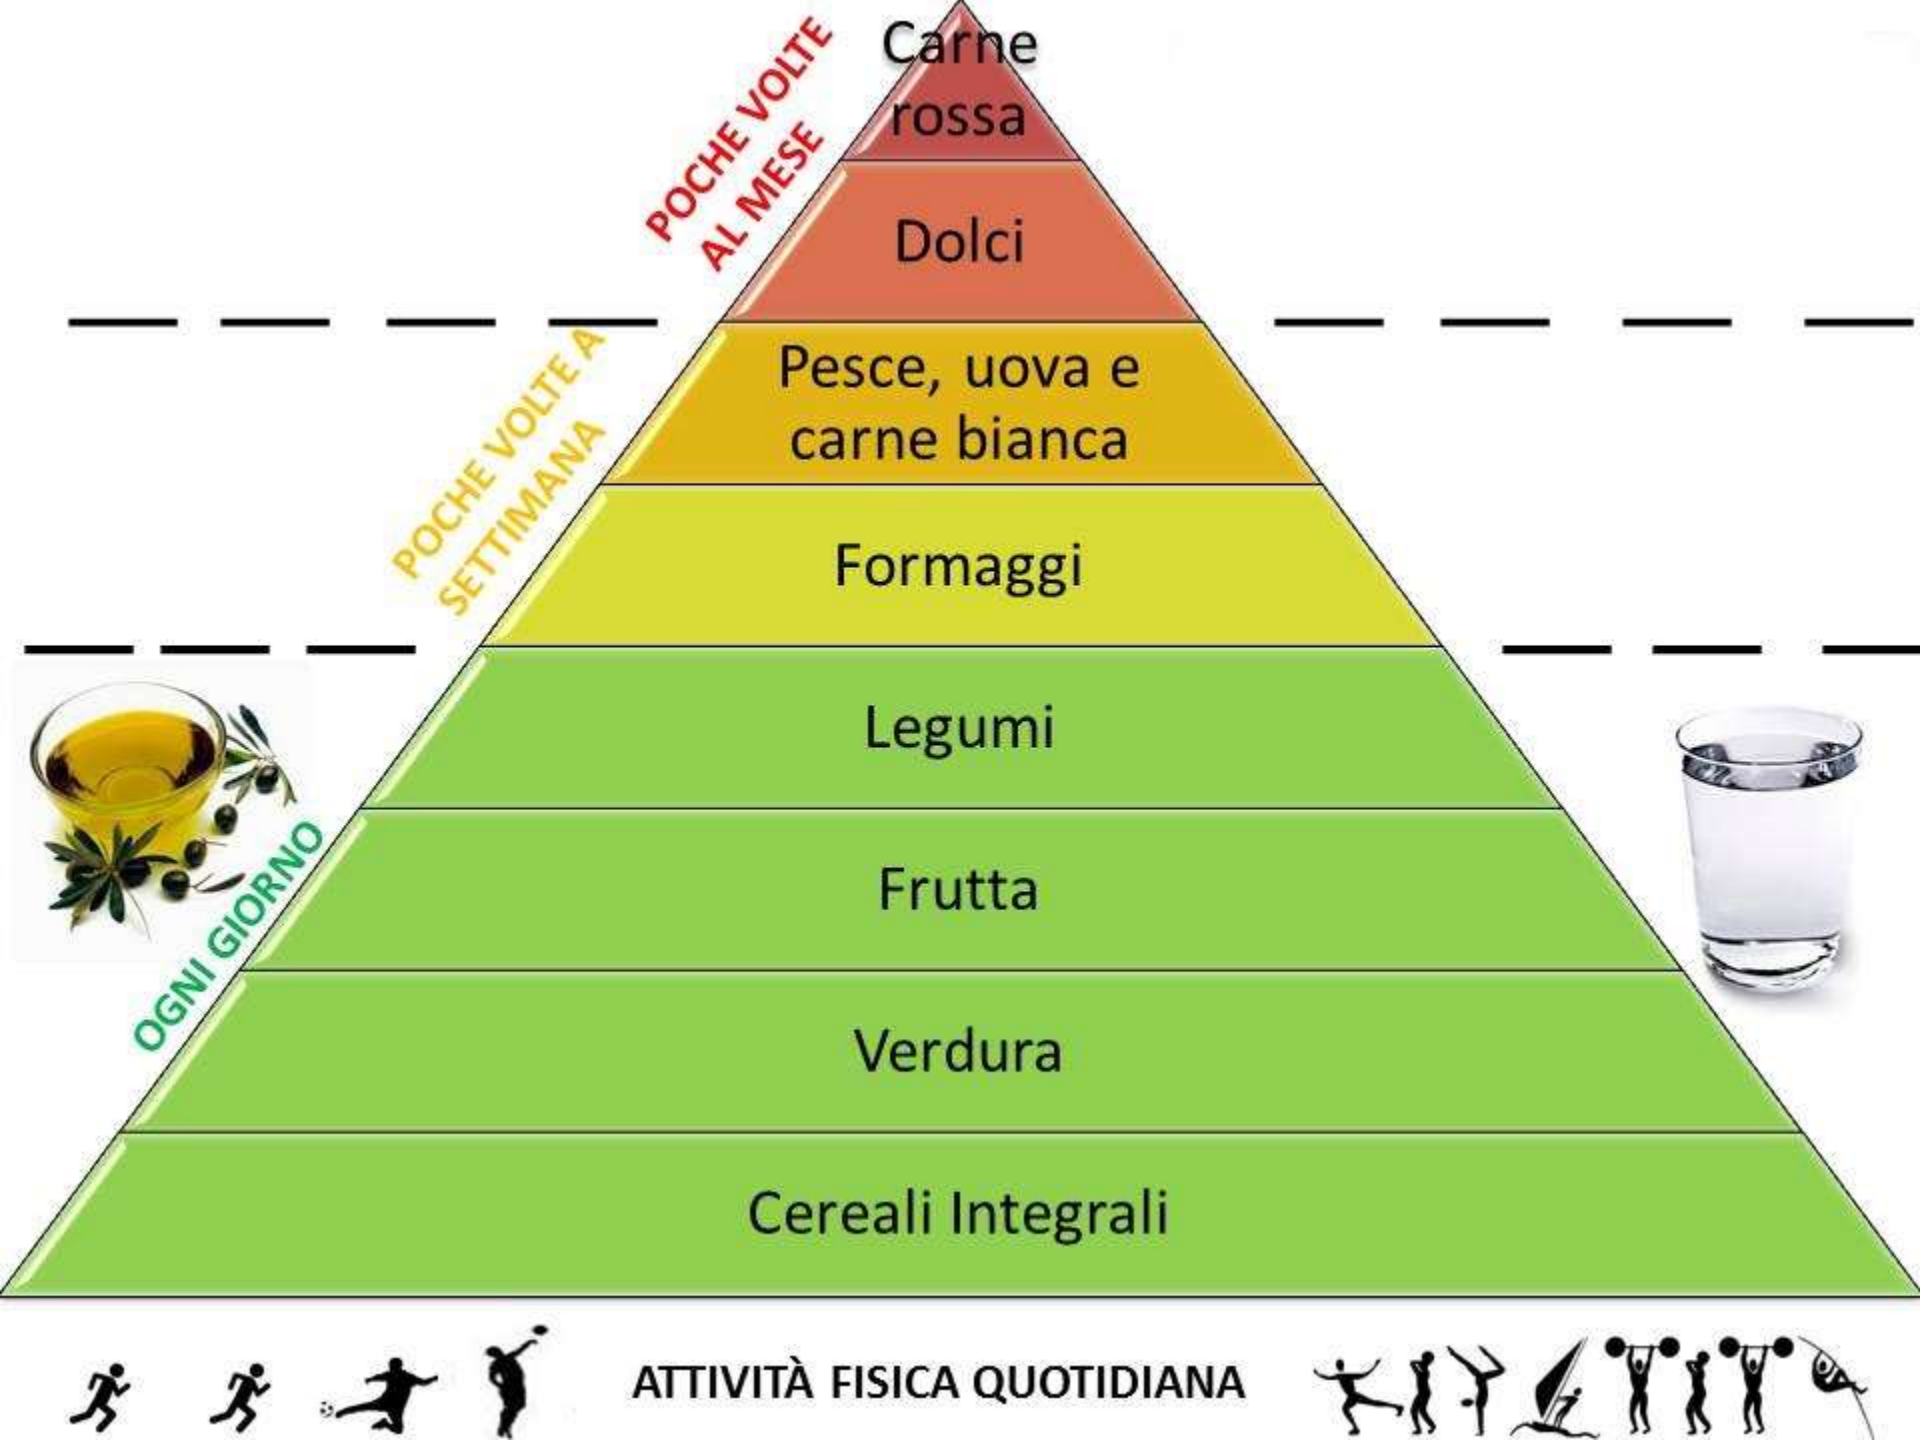 Carne
rossa
POCHE VOLTE
AL MESE
Dolci
Pesce, uova e
carne bianca
POCHE VOLTE A
SETTIMANA
Formaggi
Legumi
Frutta
OGNI GIORNO
Verdura
Cereali Integrali
ATTIVITÀ FISICA QUOTIDIANA